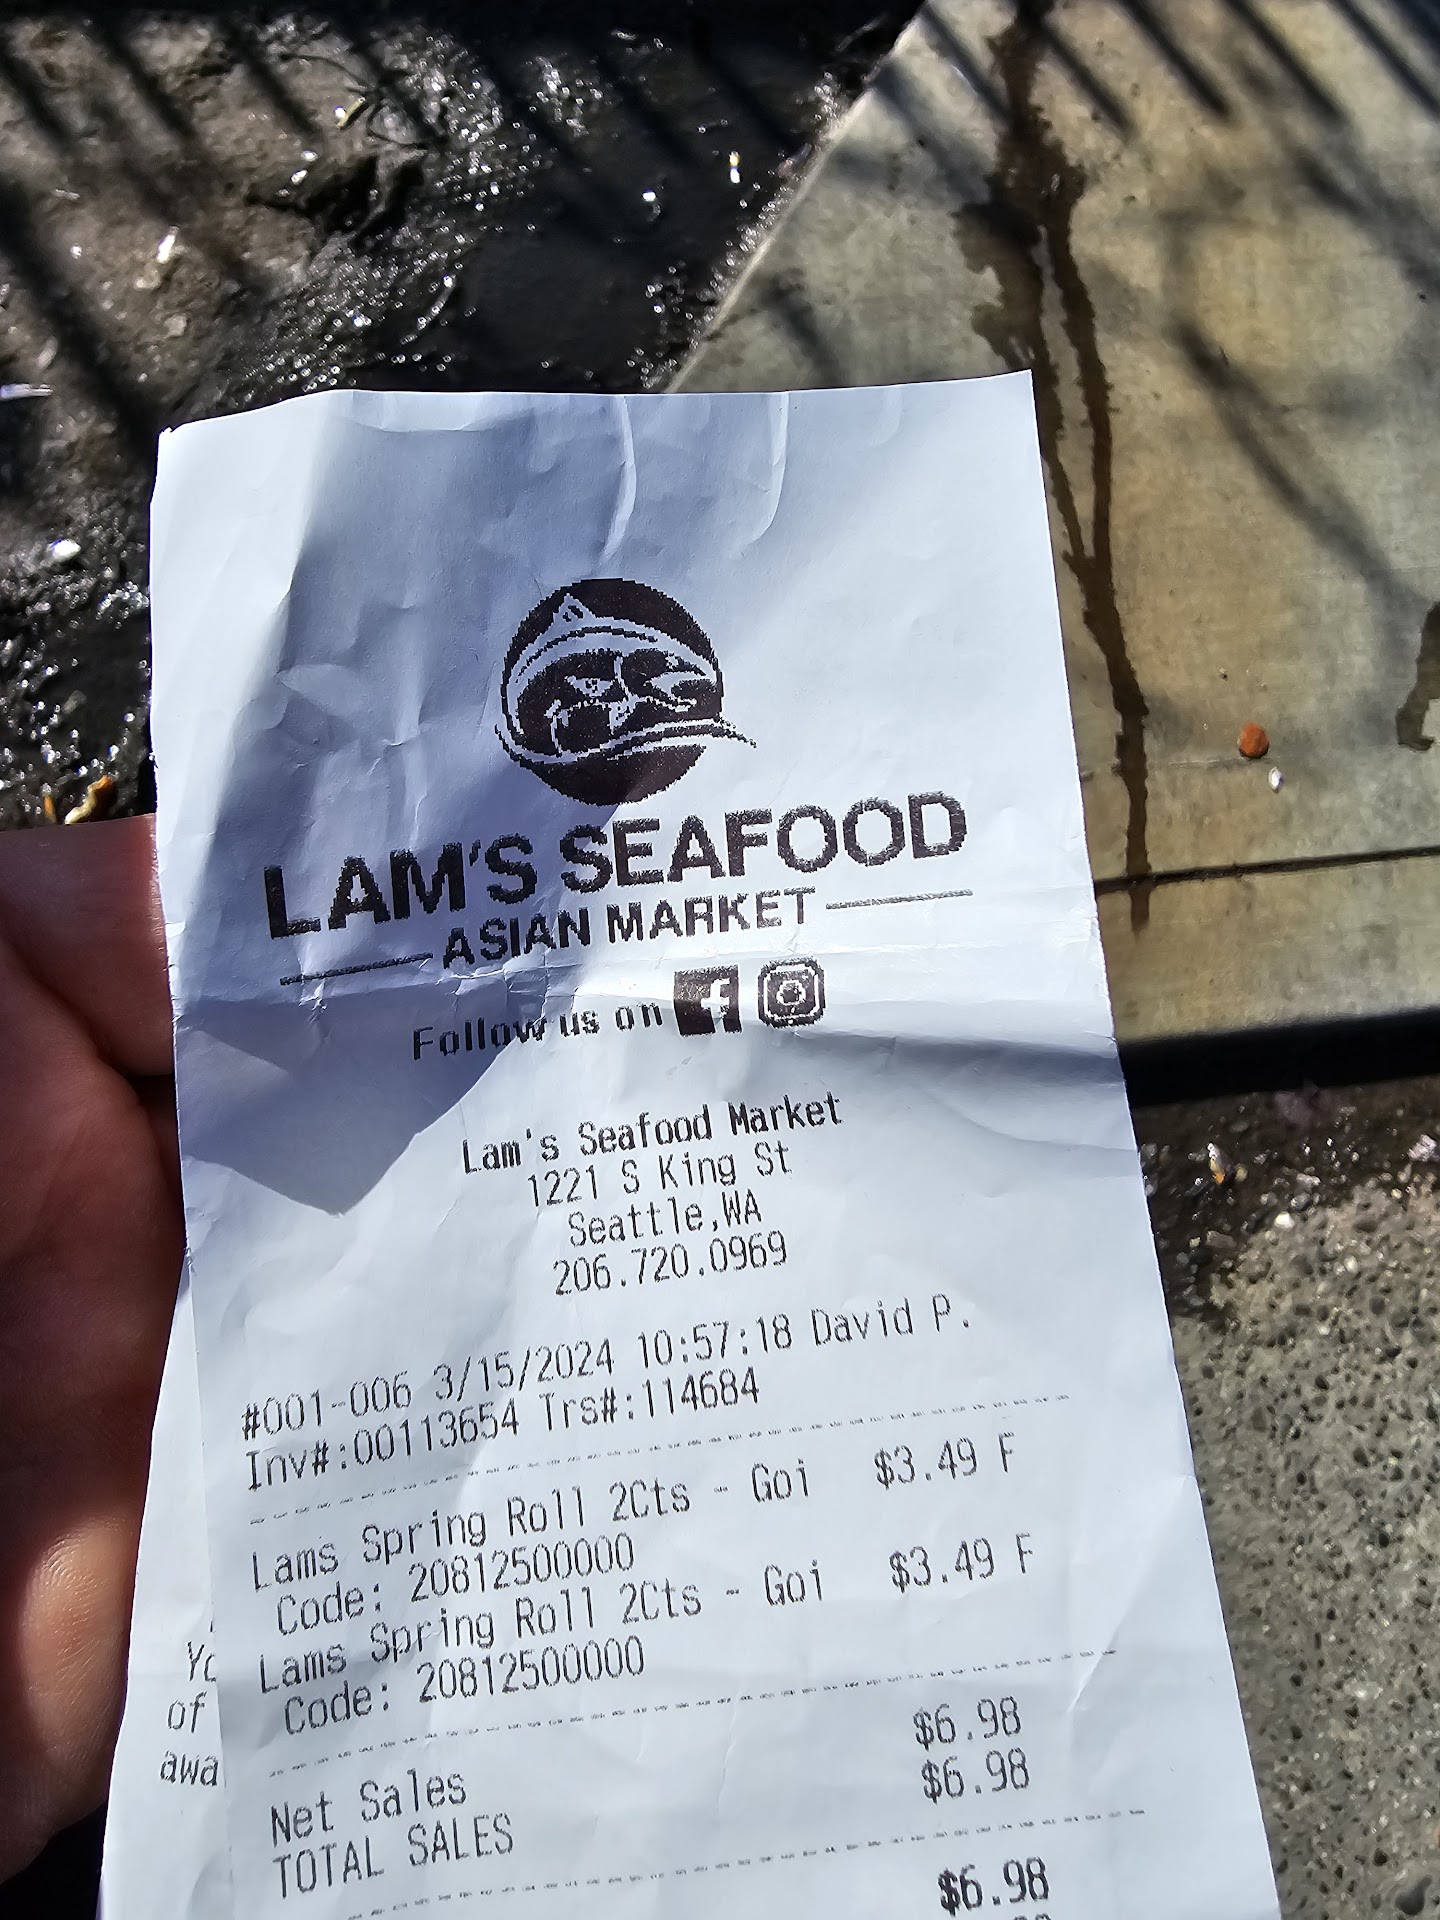 LAM'S SEAFOOD
ASIAN MARKET
Follow us on
Lam's Seafood Market
1221 S King St
Seattle,WA
206.720.0969
#001-006 3/15/2024 10:57:18 David P.
Inv#:00113654 Trs#:114684
Lams Spring Roll 2Cts - Goi $3.49 F
Code: 20812500000
Lams Spring Roll 2Cts - Goi $3.49 F
Code: 20812500000
Net Sales $6.98
TOTAL SALES $6.98
$6.98
of
awa